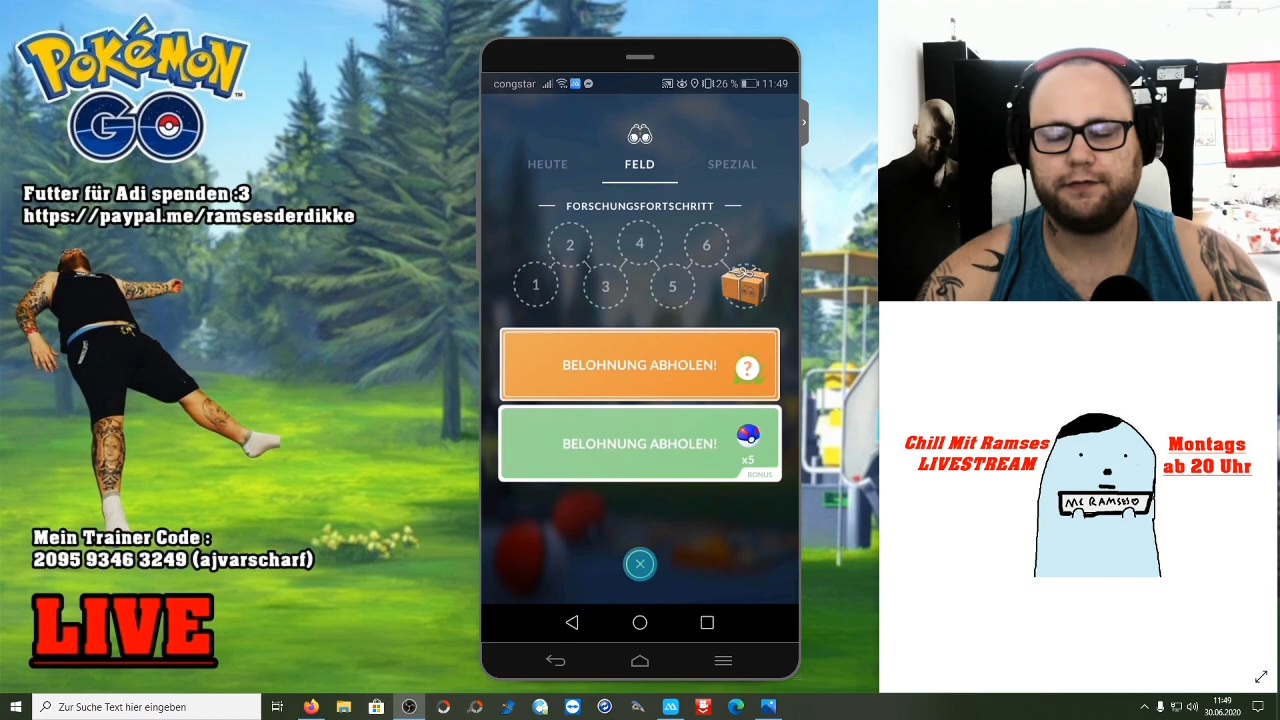 POKÉMON
GO
™
Futter für Adi spenden :3
https://paypal.me/ramsesderdikke
Mein Trainer Code :
2095 9346 3249 (ajvarscharf)
LIVE
congstar
26 %
11:49
HEUTE
FELD
SPEZIAL
FORSCHUNGSFORTSCHRITT
2
4
6
1
3
5
BELOHNUNG ABHOLEN!
?
BELOHNUNG ABHOLEN!
x5
BONUS
Chill Mit Ramses
LIVESTREAM
Montags
ab 20 Uhr
MC RAMSES
Zur Suche Text hier eingeben
11:49
30.06.2020